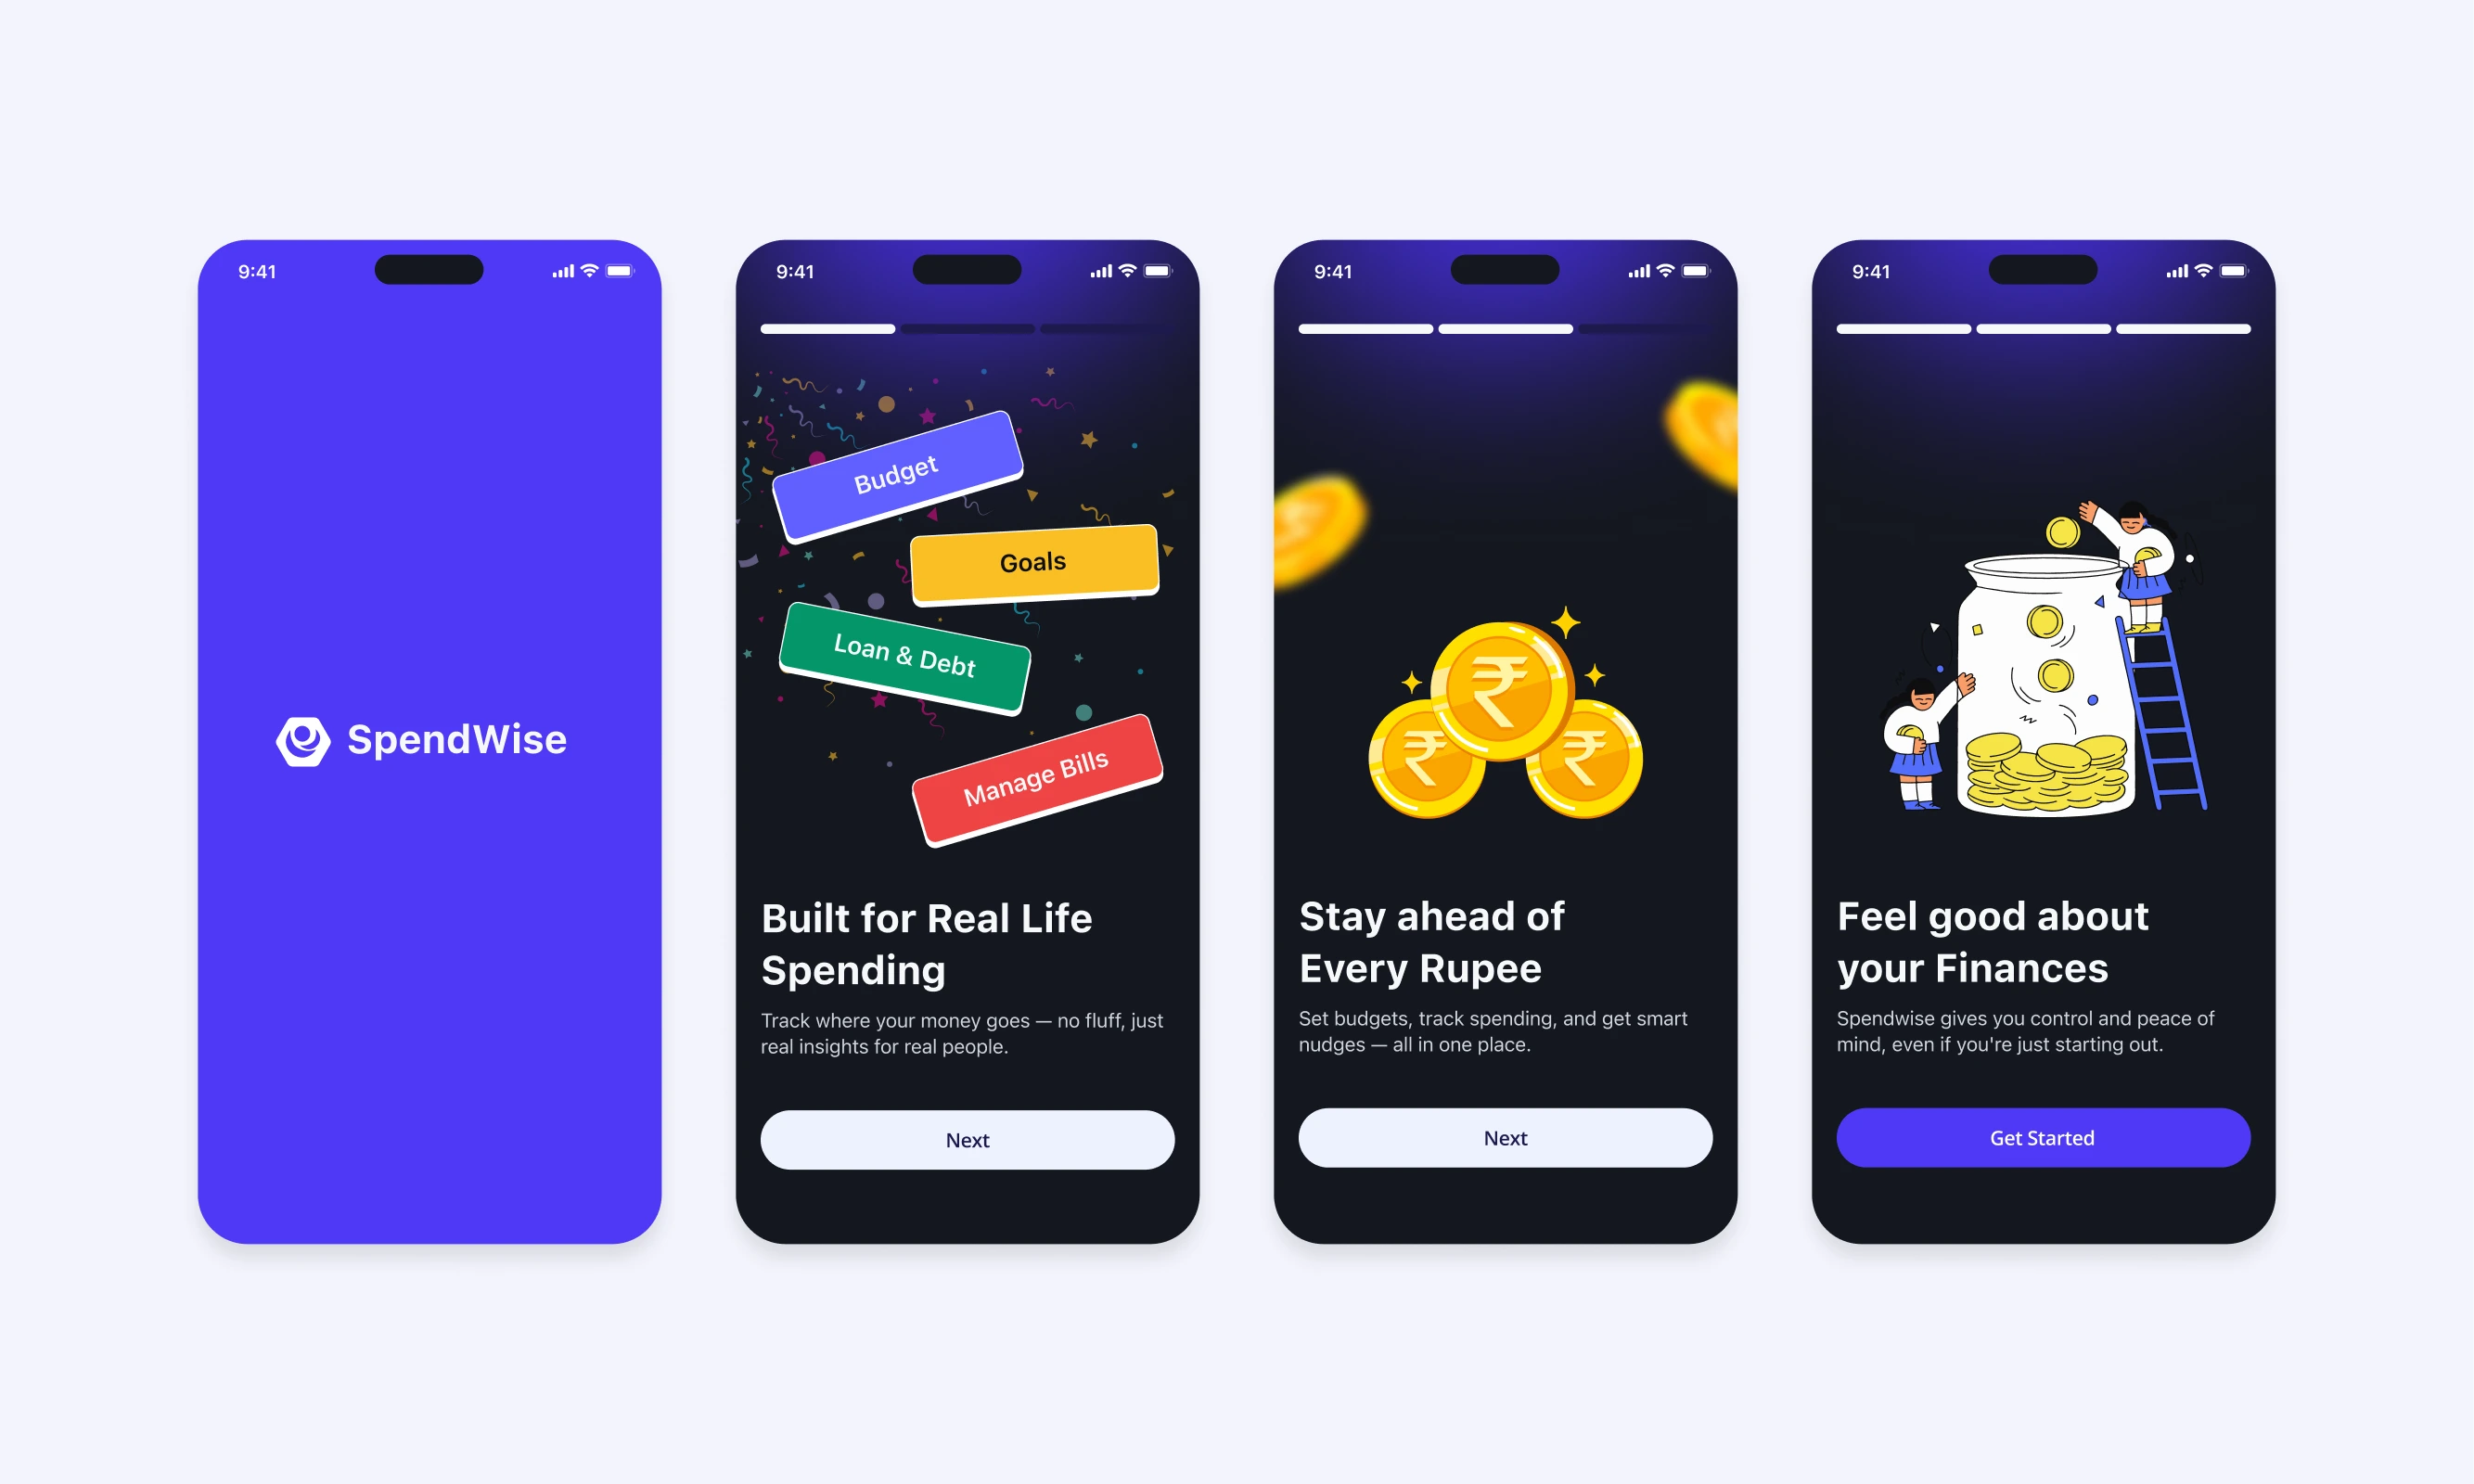 9:41
SpendWise
9:41
Budget
Goals
Loan & Debt
Manage Bills
Built for Real Life
Spending
Track where your money goes — no fluff, just
real insights for real people.
Next
9:41
₹
₹
₹
Stay ahead of
Every Rupee
Set budgets, track spending, and get smart
nudges — all in one place.
Next
9:41
Feel good about
your Finances
Spendwise gives you control and peace of
mind, even if you're just starting out.
Get Started